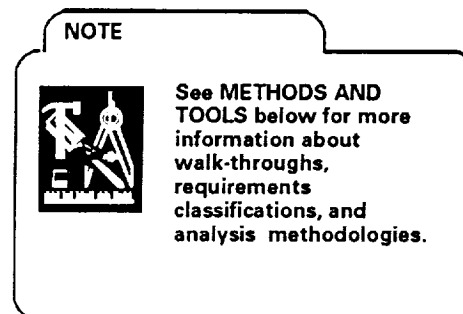 NOTE
See METHODS AND
TOOLS below for more
information about
walk-throughs,
requirements
classifications, and
analysis methodologies.